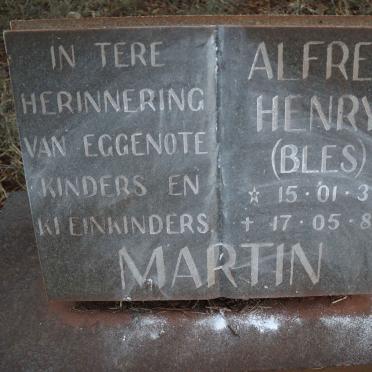 IN TERE
HERINNERING
VAN EGGENOTE
KINDERS EN
KLEINKINDERS
ALFRE
HENRY
(BLES)
☆ 15·01·3
✝ 17·05·8
MARTIN